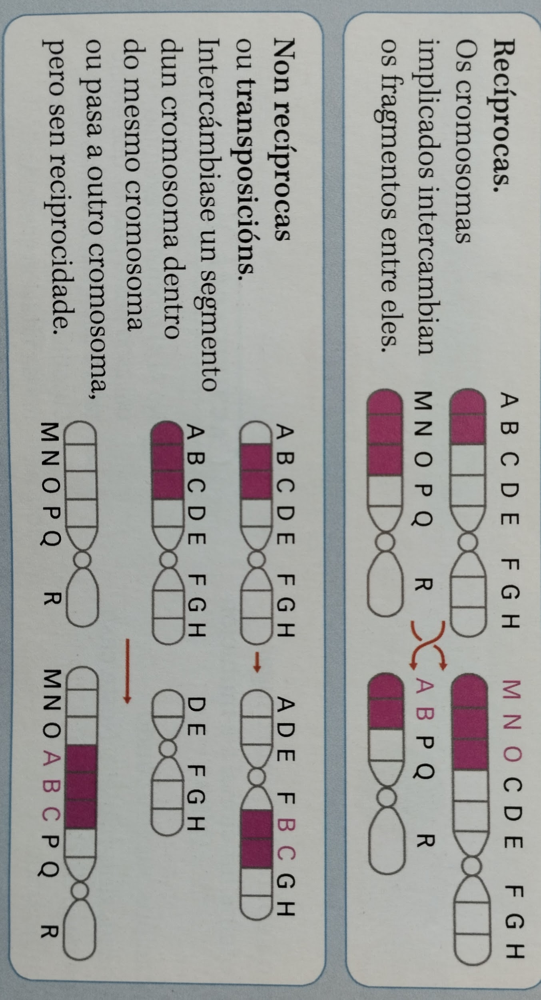 Recíprocas.
Os cromosomas
implicados intercambian
os fragmentos entre eles.
A B C D E F G H
M N O P Q R
M N O C D E F G H
A B P Q R
Non recíprocas
ou transposicións.
Intercámbiase un segmento
dun cromosoma dentro
do mesmo cromosoma
ou pasa a outro cromosoma,
pero sen reciprocidade.
A B C D E F G H
A D E F B C G H
A B C D E F G H
D E F G H
M N O P Q R
M N O A B C P Q R